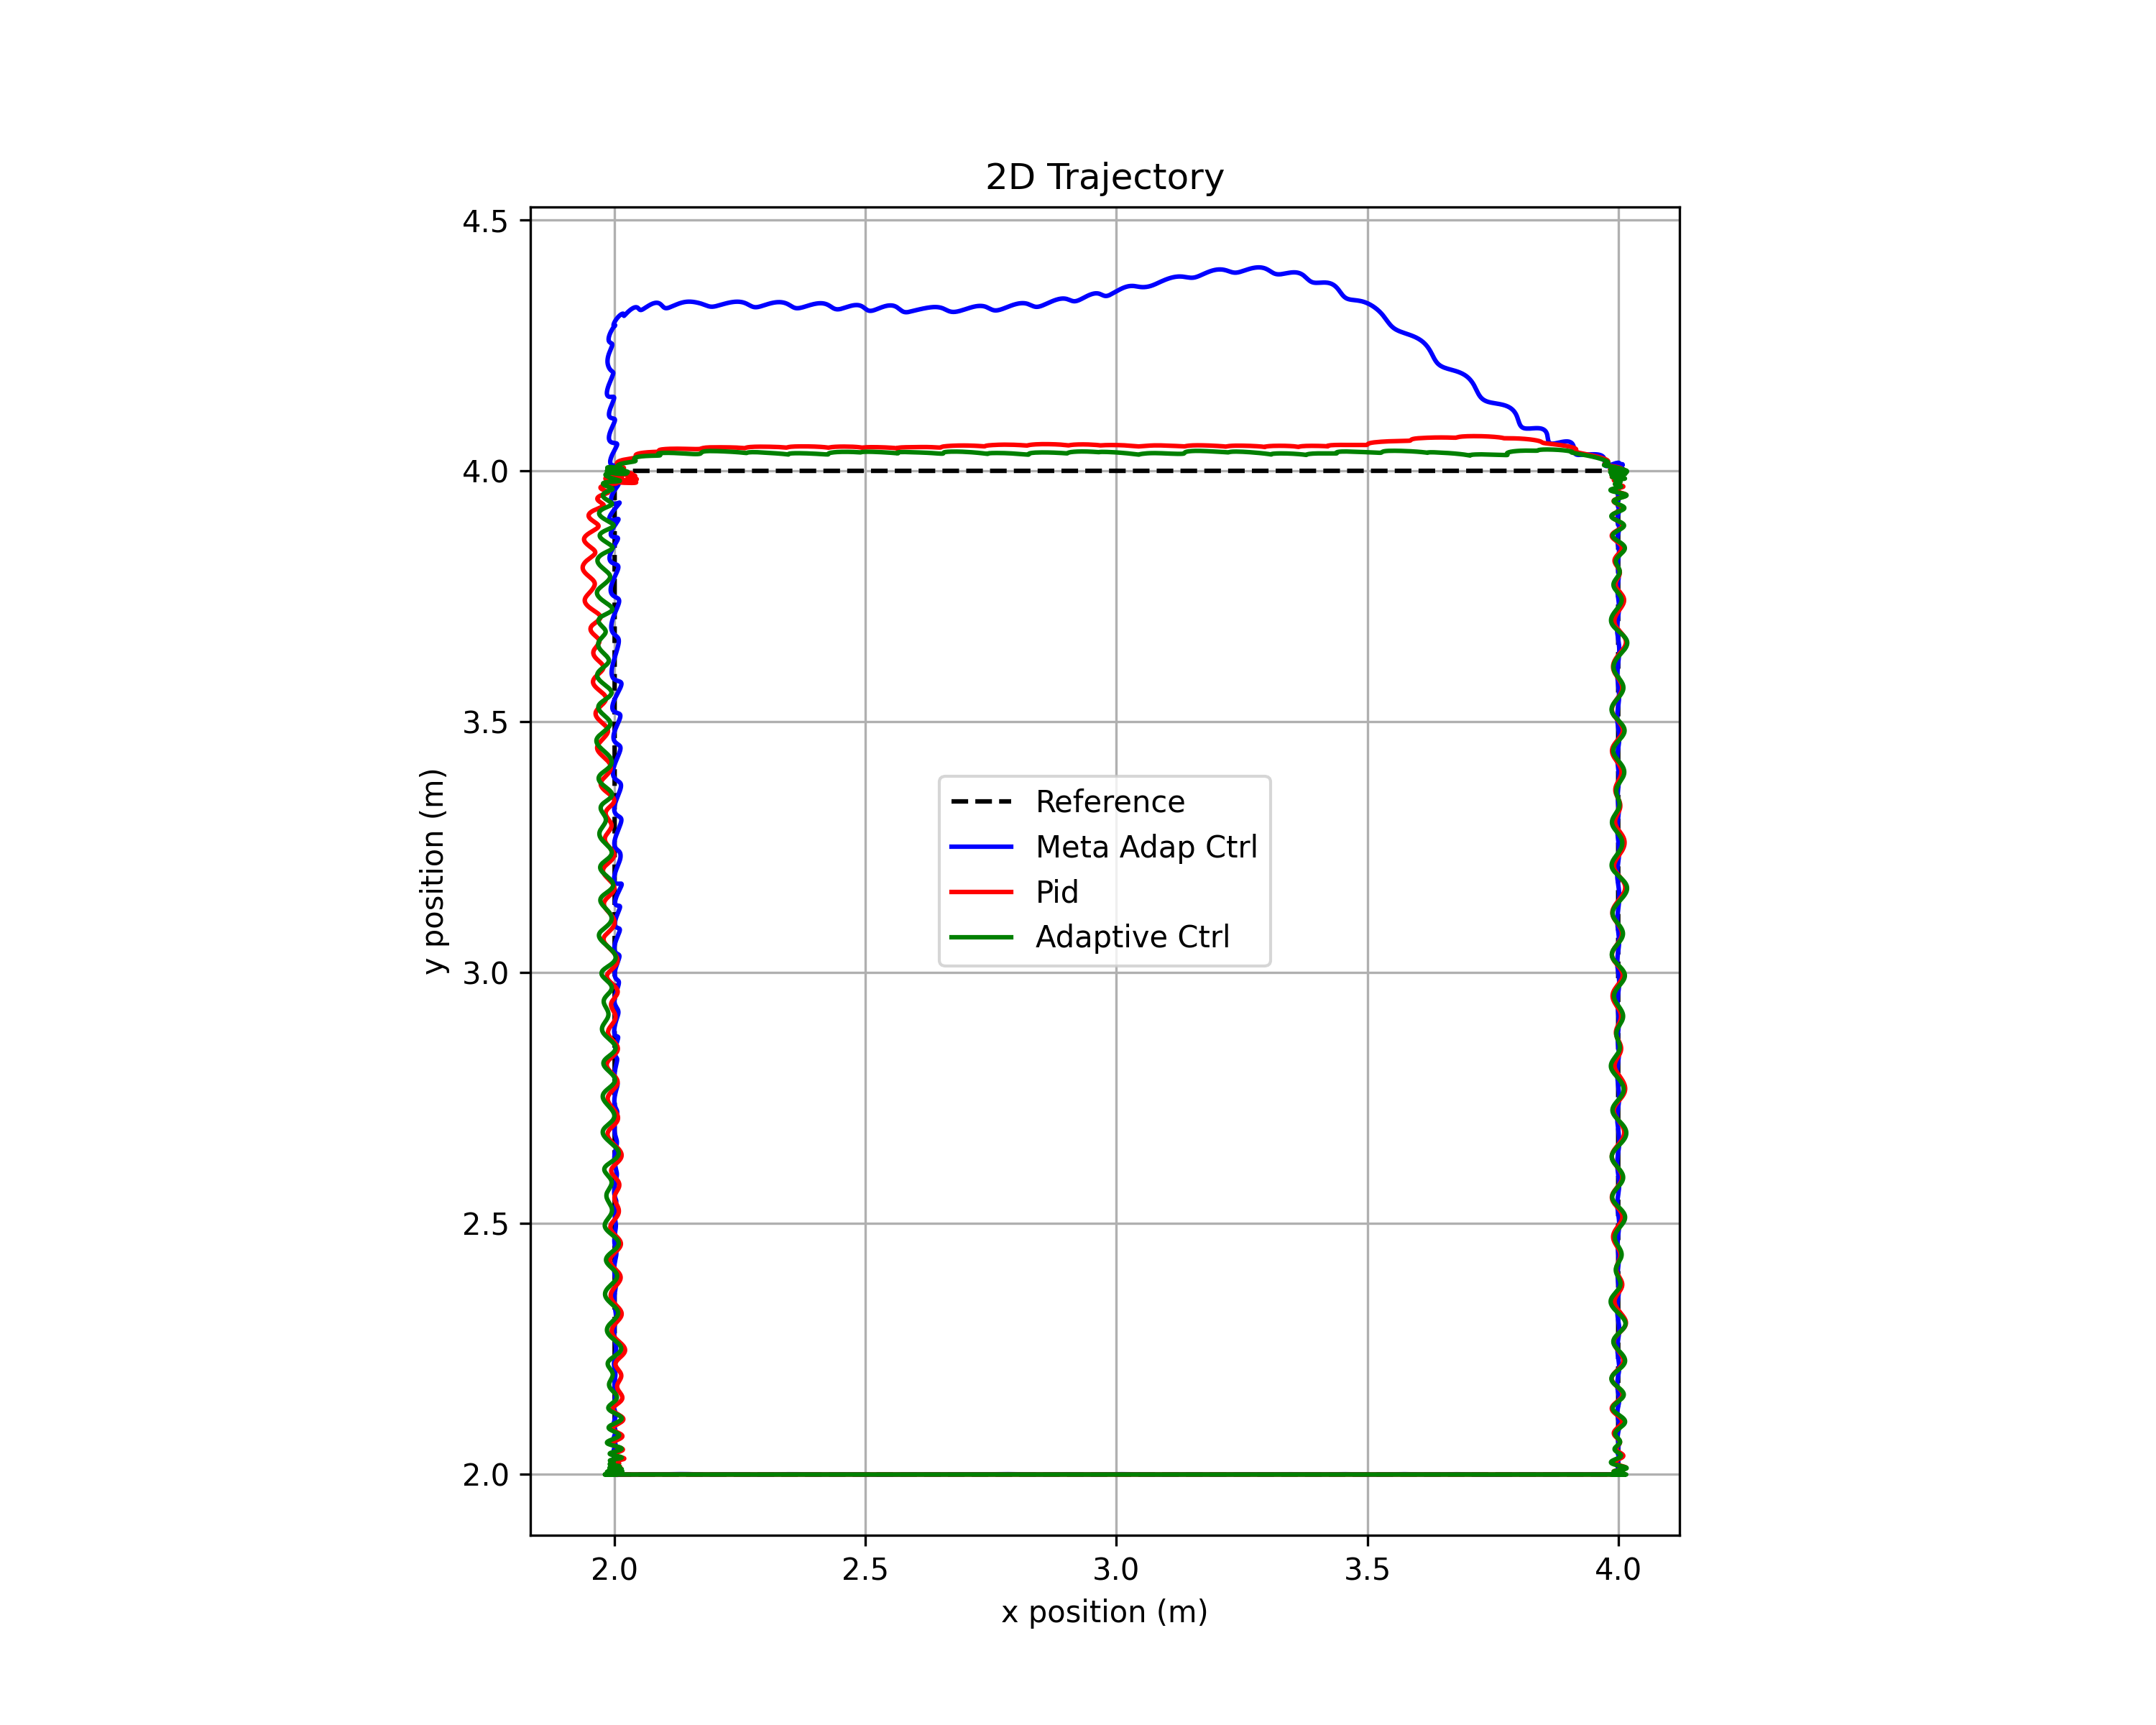 2D Trajectory
4.5
4.0
3.5
3.0
2.5
2.0
y position (m)
Reference
Meta Adap Ctrl
Pid
Adaptive Ctrl
2.0 2.5 3.0 3.5 4.0
x position (m)